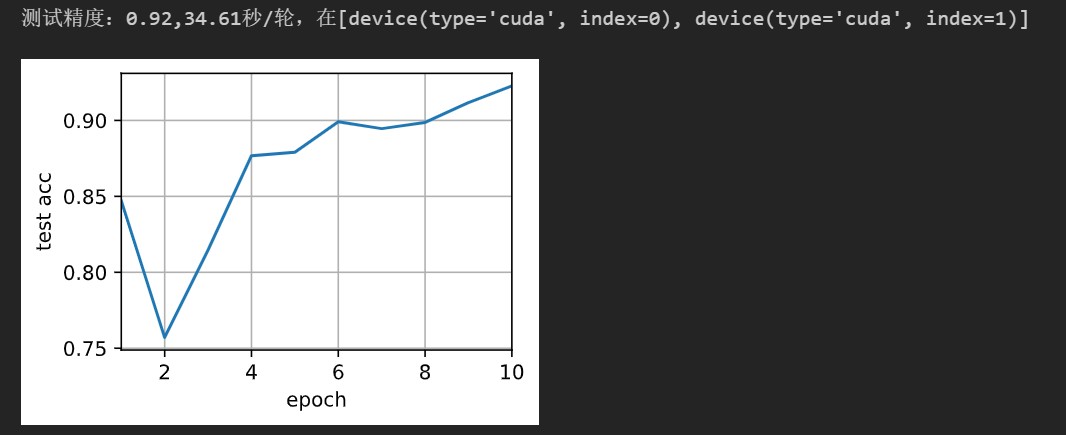 测试精度：0.92,34.61秒/轮，在[device(type='cuda', index=0), device(type='cuda', index=1)]
0.90
0.85
0.80
0.75
test acc
2 4 6 8 10
epoch